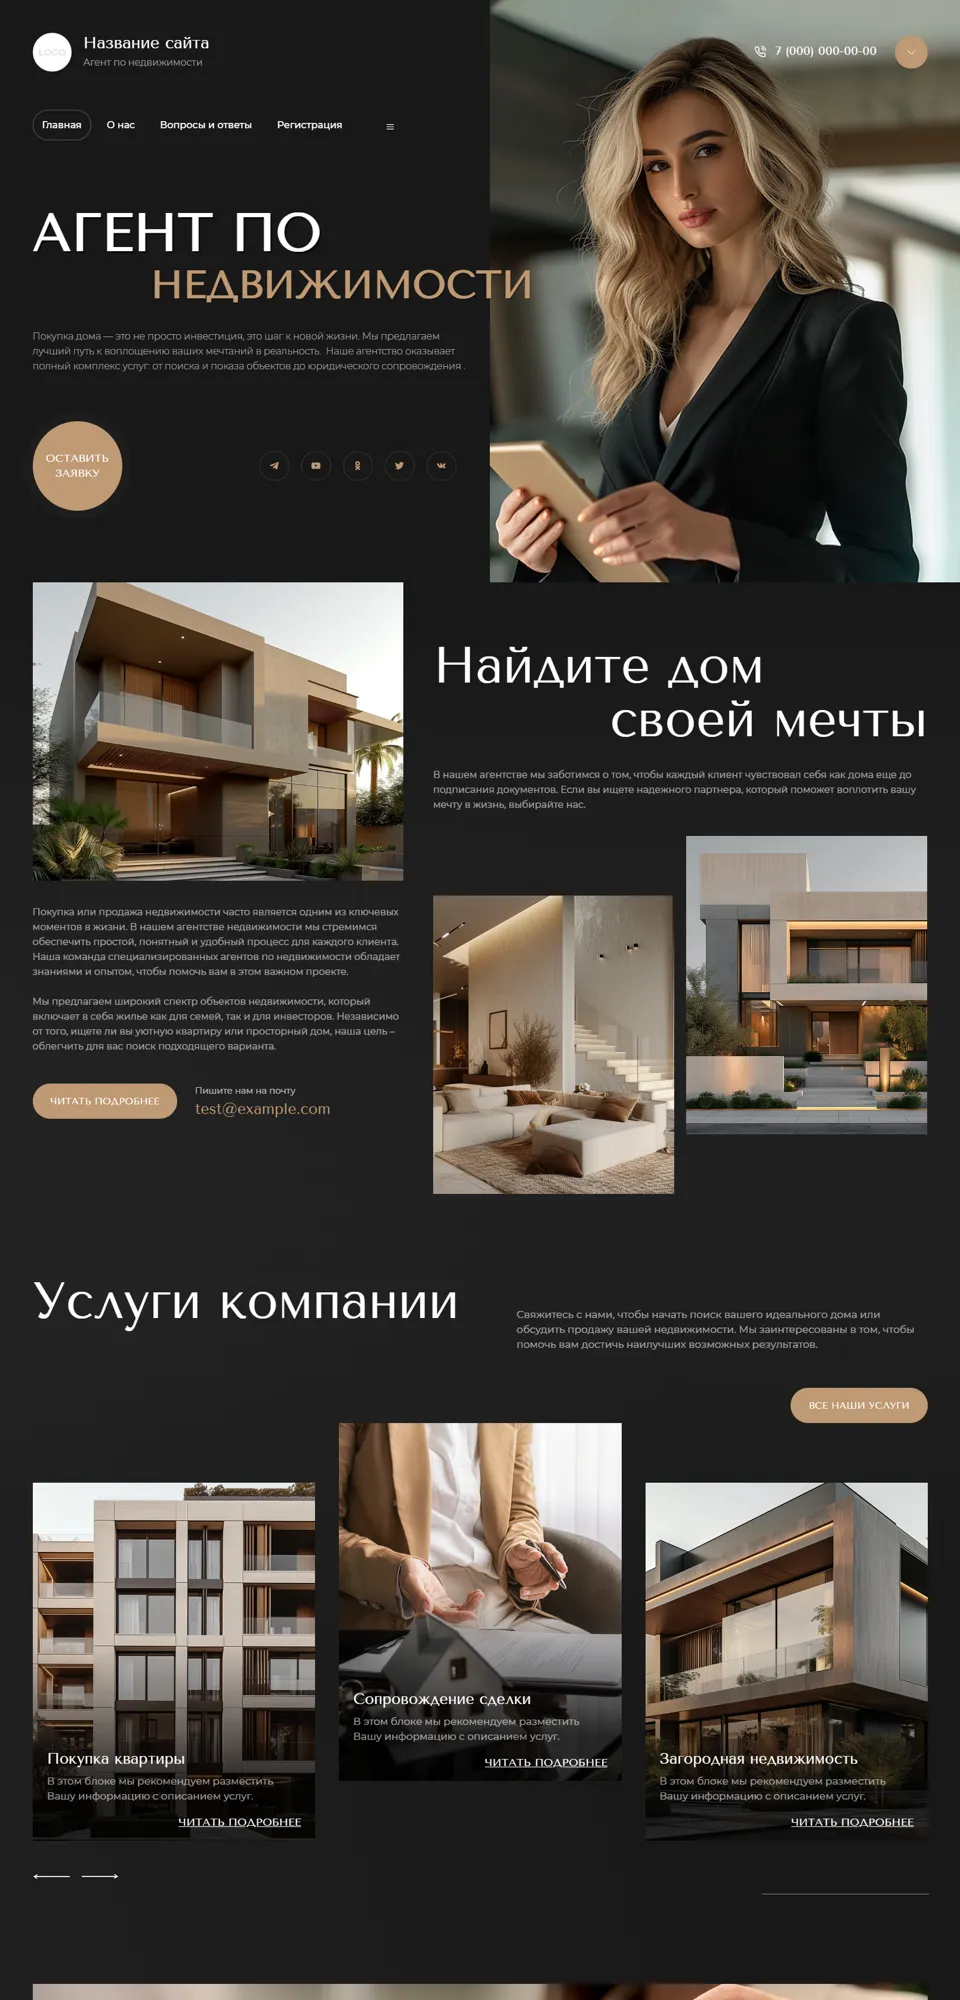 LOGO
Название сайта
Агент по недвижимости
7 (000) 000-00-00
Главная
О нас
Вопросы и ответы
Регистрация
АГЕНТ ПО
НЕДВИЖИМОСТИ
Покупка дома — это не просто инвестиция, это шаг к новой жизни. Мы предлагаем
лучший путь к воплощению ваших мечтаний в реальность. Наше агентство оказывает
полный комплекс услуг: от поиска и показа объектов до юридического сопровождения .
ОСТАВИТЬ
ЗАЯВКУ
Найдите дом
своей мечты
В нашем агентстве мы заботимся о том, чтобы каждый клиент чувствовал себя как дома еще до
подписания документов. Если вы ищете надежного партнера, который поможет воплотить вашу
мечту в жизнь, выбирайте нас.
Покупка или продажа недвижимости часто является одним из ключевых
моментов в жизни. В нашем агентстве недвижимости мы стремимся
обеспечить простой, понятный и удобный процесс для каждого клиента.
Наша команда специализированных агентов по недвижимости обладает
знаниями и опытом, чтобы помочь вам в этом важном проекте.
Мы предлагаем широкий спектр объектов недвижимости, который
включает в себя жилье как для семей, так и для инвесторов. Независимо
от того, ищете ли вы уютную квартиру или просторный дом, наша цель –
облегчить для вас поиск подходящего варианта.
ЧИТАТЬ ПОДРОБНЕЕ
Пишите нам на почту
test@example.com
Услуги компании
Свяжитесь с нами, чтобы начать поиск вашего идеального дома или
обсудить продажу вашей недвижимости. Мы заинтересованы в том, чтобы
помочь вам достичь наилучших возможных результатов.
ВСЕ НАШИ УСЛУГИ
Покупка квартиры
В этом блоке мы рекомендуем разместить
Вашу информацию с описанием услуг.
ЧИТАТЬ ПОДРОБНЕЕ
Сопровождение сделки
В этом блоке мы рекомендуем разместить
Вашу информацию с описанием услуг.
ЧИТАТЬ ПОДРОБНЕЕ
Загородная недвижимость
В этом блоке мы рекомендуем разместить
Вашу информацию с описанием услуг.
ЧИТАТЬ ПОДРОБНЕЕ